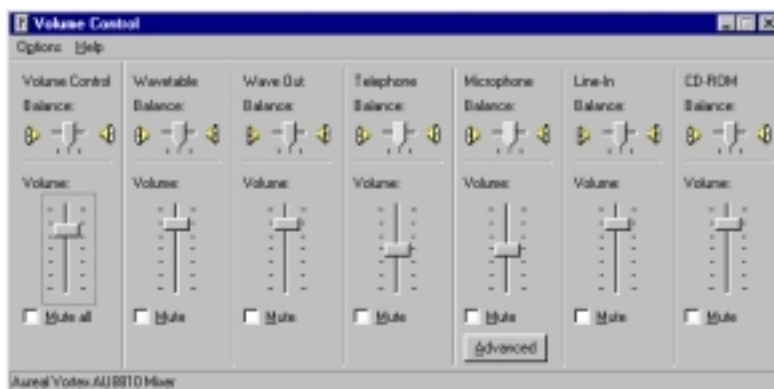 Volume Control
Options Help
Volume Control Wavetable Wave Out Telephone Microphone Line-In CD-ROM
Balance: Balance: Balance: Balance: Balance: Balance: Balance:
Volume: Volume: Volume: Volume: Volume: Volume: Volume:
Mute all Mute Mute Mute Mute Mute Mute
Advanced
Aureal Vortex AU8810 Mixer